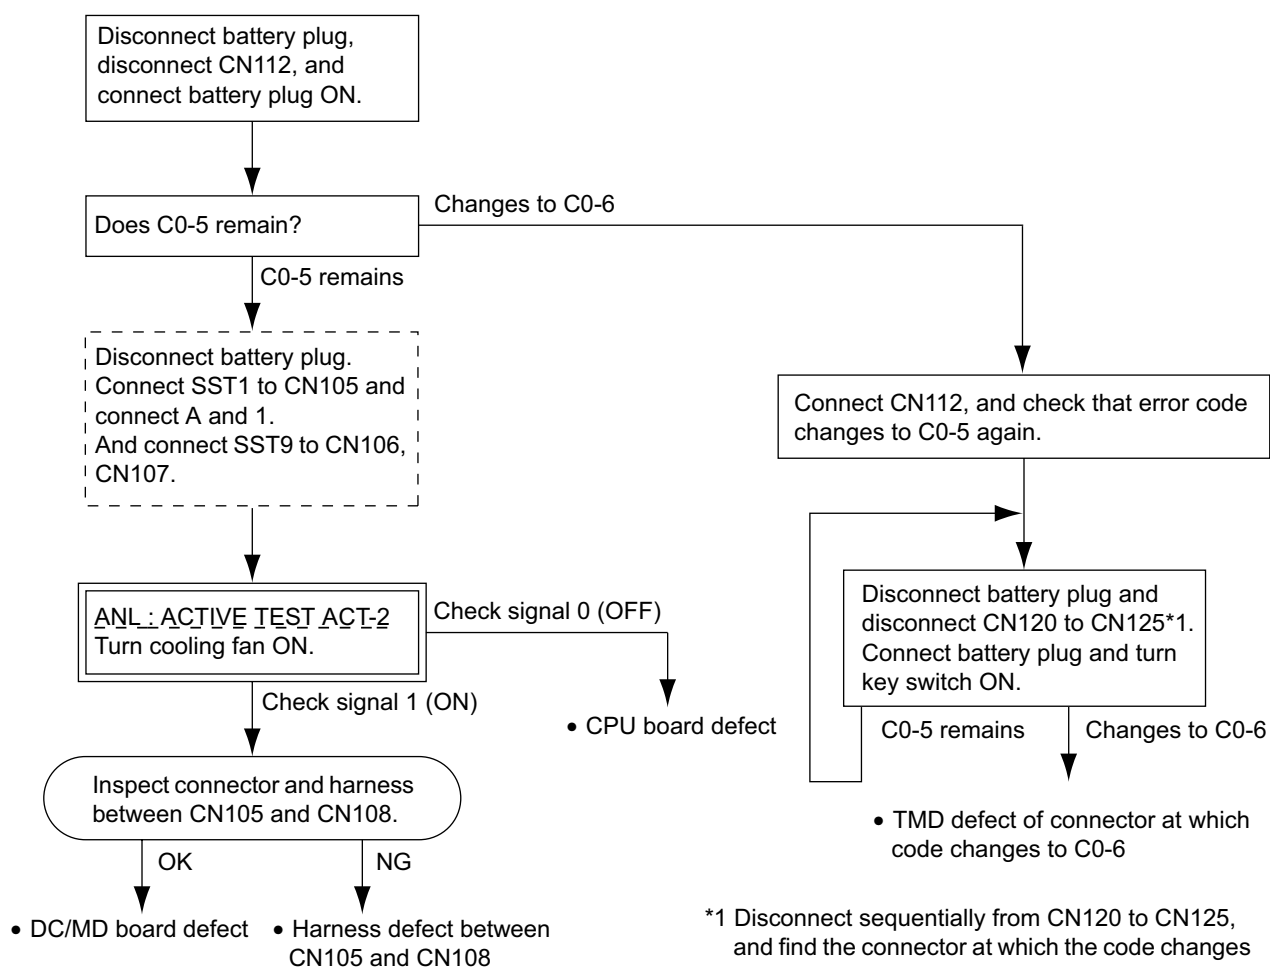 Disconnect battery plug,
disconnect CN112, and
connect battery plug ON.
Does C0-5 remain?
Changes to C0-6
C0-5 remains
Disconnect battery plug.
Connect SST1 to CN105 and
connect A and 1.
And connect SST9 to CN106,
CN107.
Connect CN112, and check that error code
changes to C0-5 again.
ANL : ACTIVE TEST ACT-2
Turn cooling fan ON.
Check signal 0 (OFF)
Check signal 1 (ON)
• CPU board defect
Disconnect battery plug and
disconnect CN120 to CN125*1.
Connect battery plug and turn
key switch ON.
C0-5 remains
Changes to C0-6
Inspect connector and harness
between CN105 and CN108.
OK
NG
• TMD defect of connector at which
code changes to C0-6
• DC/MD board defect
• Harness defect between
CN105 and CN108
*1 Disconnect sequentially from CN120 to CN125,
and find the connector at which the code changes